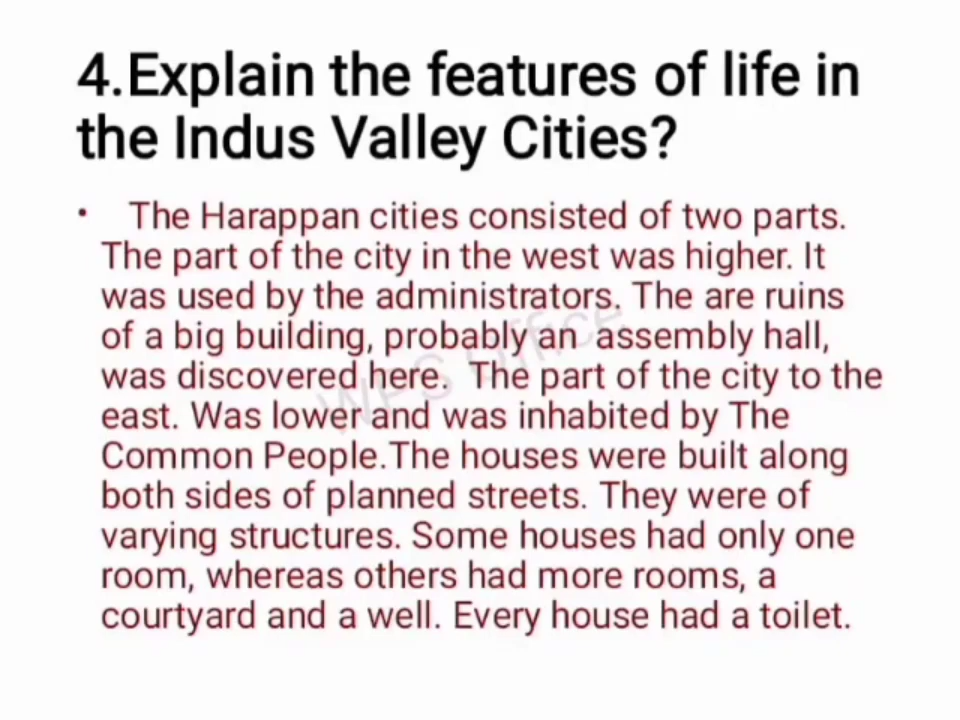 4.Explain the features of life in
the Indus Valley Cities?
• The Harappan cities consisted of two parts.
The part of the city in the west was higher. It
was used by the administrators. The are ruins
of a big building, probably an assembly hall,
was discovered here. The part of the city to the
east. Was lower and was inhabited by The
Common People.The houses were built along
both sides of planned streets. They were of
varying structures. Some houses had only one
room, whereas others had more rooms, a
courtyard and a well. Every house had a toilet.
WPS Office